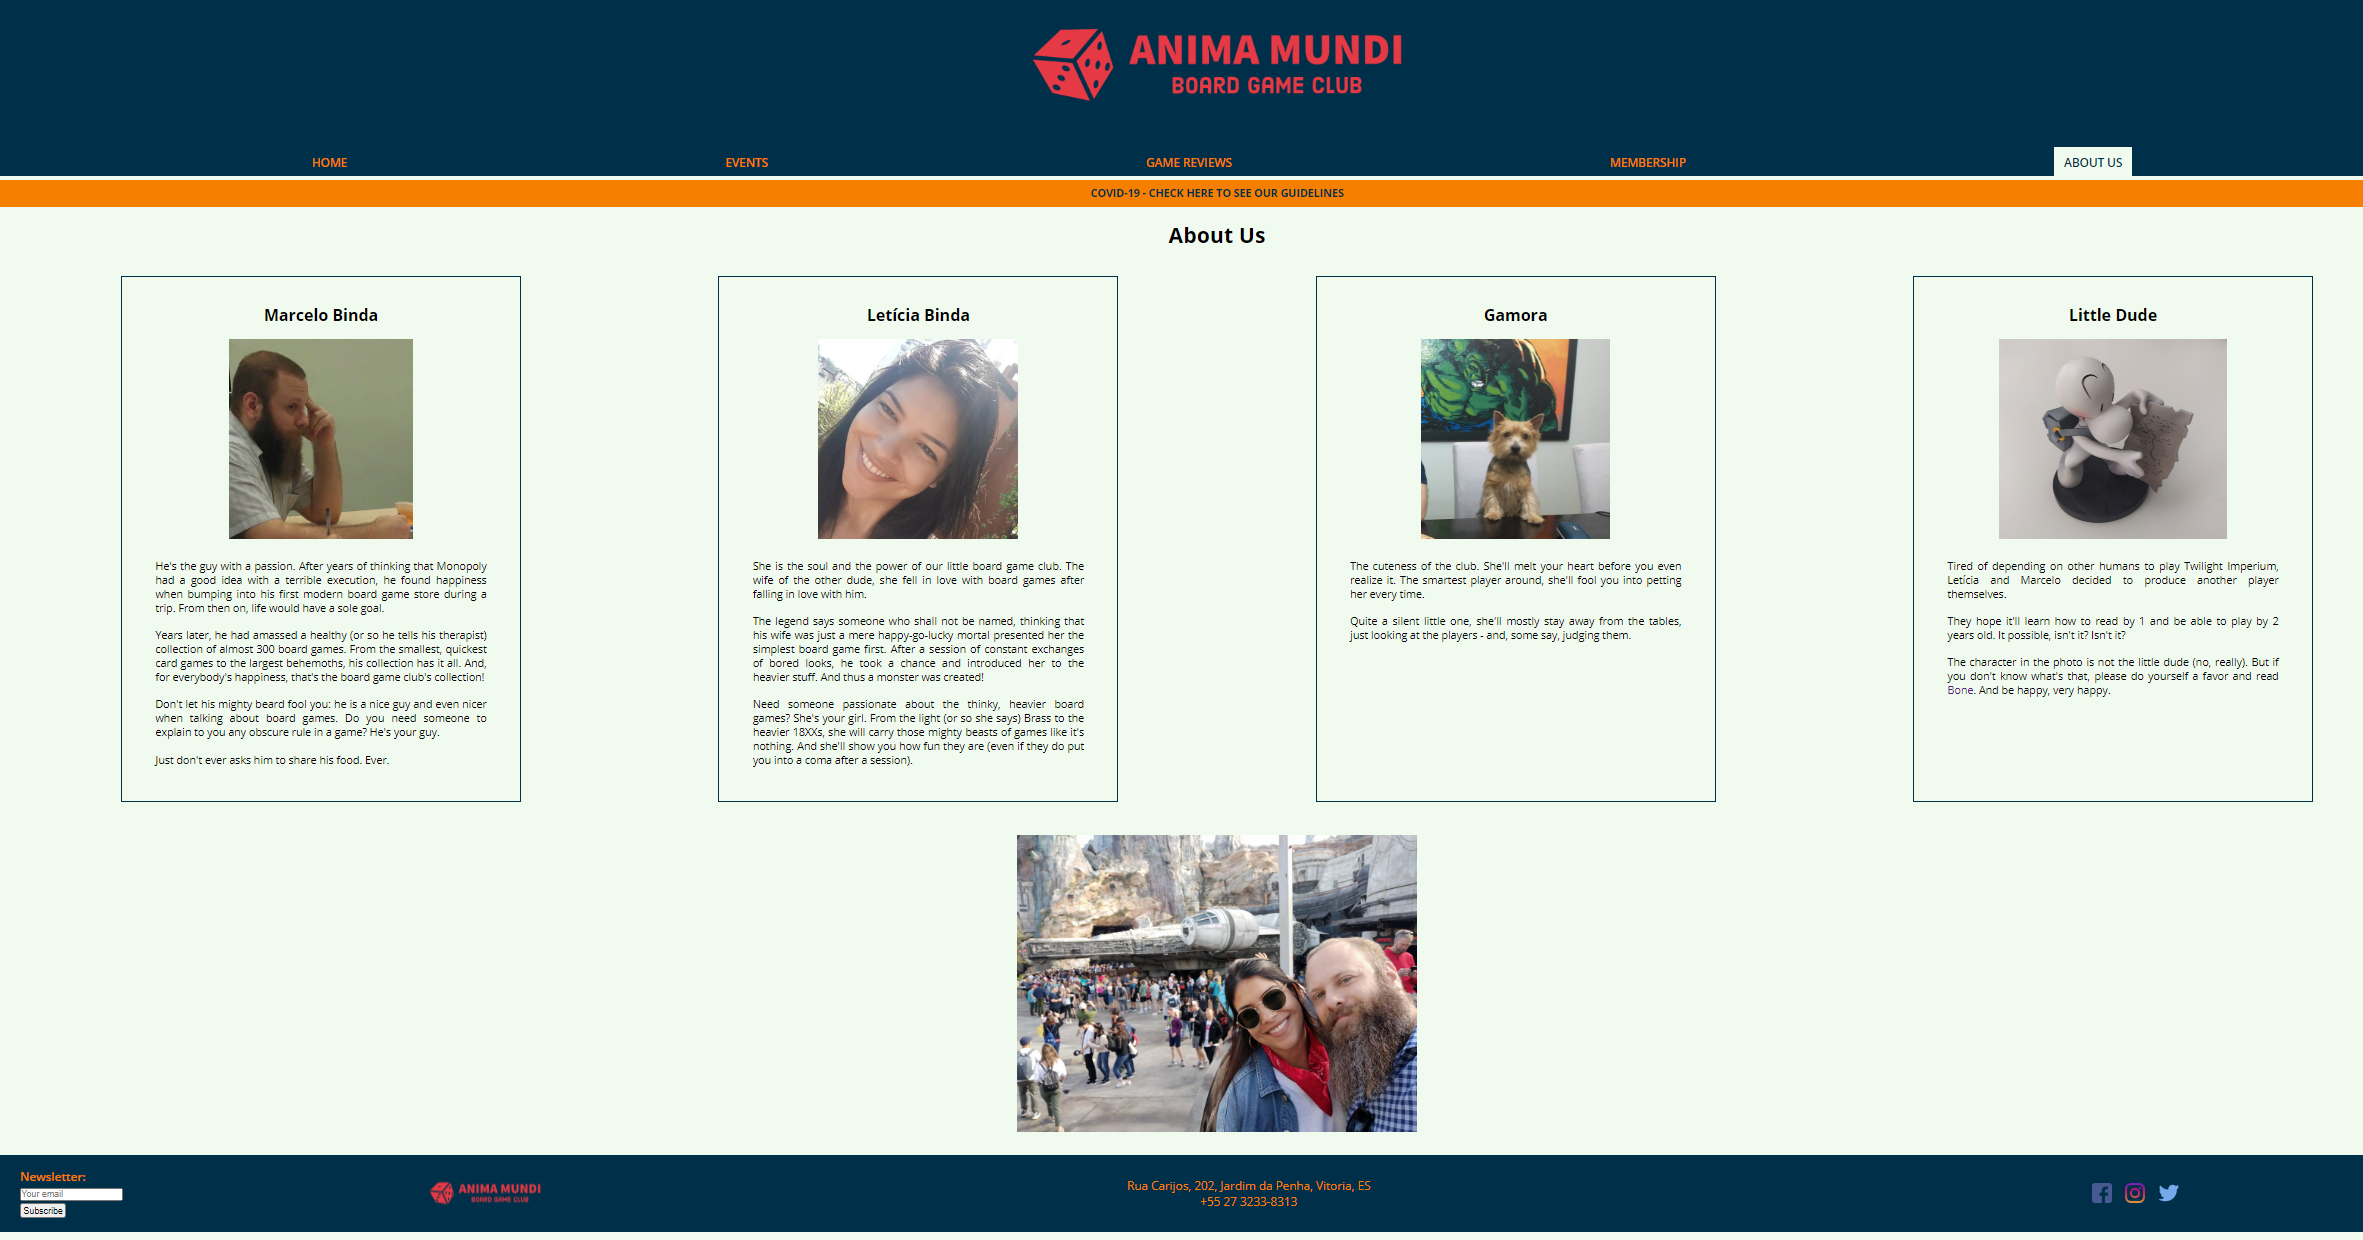 ANIMA MUNDI
BOARD GAME CLUB
HOME
EVENTS
GAME REVIEWS
MEMBERSHIP
ABOUT US
COVID-19 - CHECK HERE TO SEE OUR GUIDELINES
About Us
Marcelo Binda
He's the guy with a passion. After years of thinking that Monopoly
had a good idea with a terrible execution, he found happiness
when bumping into his first modern board game store during a
trip. From then on, life would have a sole goal.
Years later, he had amassed a healthy (or so he tells his therapist)
collection of almost 300 board games. From the smallest, quickest
card games to the largest behemoths, his collection has it all. And,
for everybody's happiness, that's the board game club's collection!
Don't let his mighty beard fool you: he is a nice guy and even nicer
when talking about board games. Do you need someone to
explain to you any obscure rule in a game? He's your guy.
Just don't ever asks him to share his food. Ever.
Letícia Binda
She is the soul and the power of our little board game club. The
wife of the other dude, she fell in love with board games after
falling in love with him.
The legend says someone who shall not be named, thinking that
his wife was just a mere happy-go-lucky mortal presented her the
simplest board game first. After a session of constant exchanges
of bored looks, he took a chance and introduced her to the
heavier stuff. And thus a monster was created!
Need someone passionate about the thinky, heavier board
games? She's your girl. From the light (or so she says) Brass to the
heavier 18XXs, she will carry those mighty beasts of games like it's
nothing. And she'll show you how fun they are (even if they do put
you into a coma after a session).
Gamora
The cuteness of the club. She'll melt your heart before you even
realize it. The smartest player around, she'll fool you into petting
her every time.
Quite a silent little one, she'll mostly stay away from the tables,
just looking at the players - and, some say, judging them.
Little Dude
Tired of depending on other humans to play Twilight Imperium,
Letícia and Marcelo decided to produce another player
themselves.
They hope it'll learn how to read by 1 and be able to play by 2
years old. It possible, isn't it? Isn't it?
The character in the photo is not the little dude (no, really). But if
you don't know what's that, please do yourself a favor and read
Bone. And be happy, very happy.
Newsletter:
Your email
Subscribe
ANIMA MUNDI
BOARD GAME CLUB
Rua Carijos, 202, Jardim da Penha, Vitoria, ES
+55 27 3233-8313